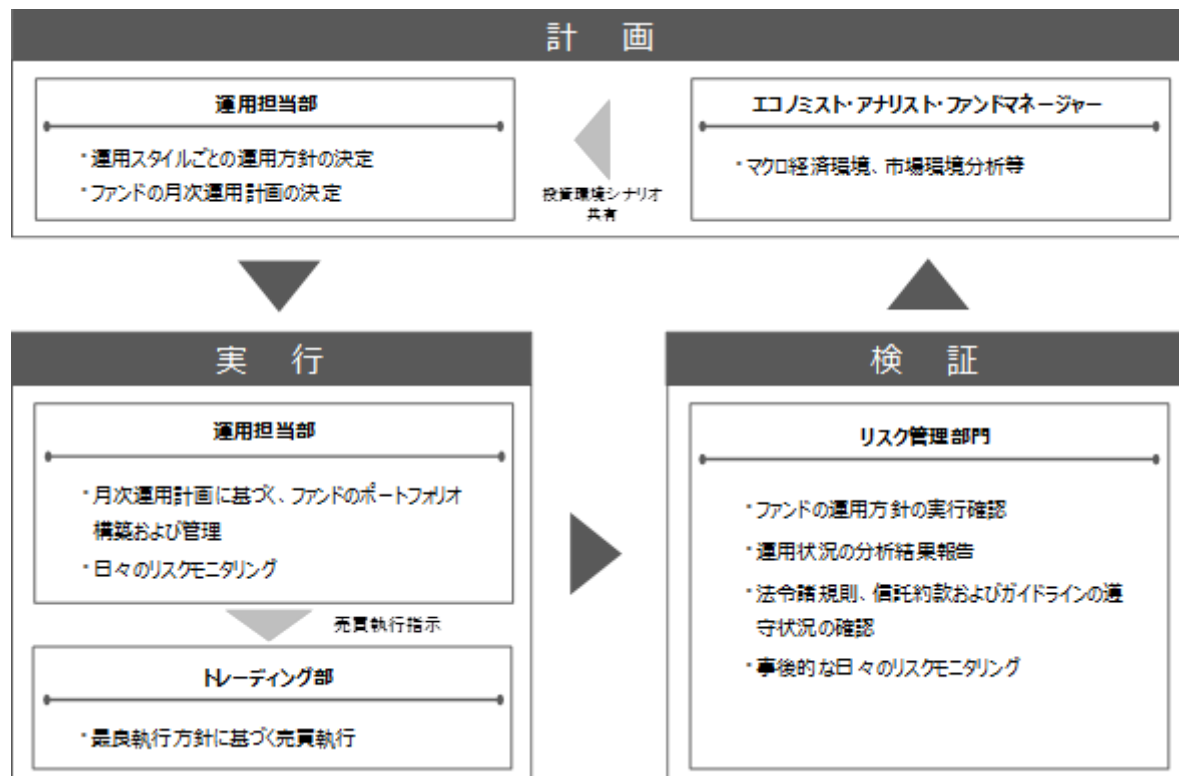 計 画
運用担当部
・運用スタイルごとの運用方針の決定
・ファンドの月次運用計画の決定
投資環境シナリオ
共有
エコノミスト・アナリスト・ファンドマネージャー
・マクロ経済環境、市場環境分析等
実 行
運用担当部
・月次運用計画に基づく、ファンドのポートフォリオ
構築および管理
・日々のリスクモニタリング
売買執行指示
トレーディング部
・最良執行方針に基づく売買執行
検 証
リスク管理部門
・ファンドの運用方針の実行確認
・運用状況の分析結果報告
・法令諸規則、信託約款およびガイドラインの遵
守状況の確認
・事後的な日々のリスクモニタリング